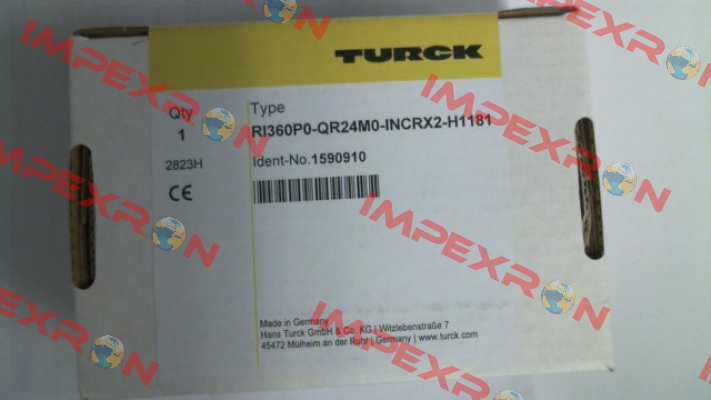 TURCK
Qty
1
Type
RI360P0-QR24M0-INCRX2-H1181
2823H
Ident-No.1590910
CE
Made in Germany
Hans Turck GmbH & Co. KG | Witzlebenstraße 7
45472 Mülheim an der Ruhr | Germany | www.turck.com
IMPEXRON
IMPEXRON
IMPEXRON
IMPEXRON
IMPEXRON